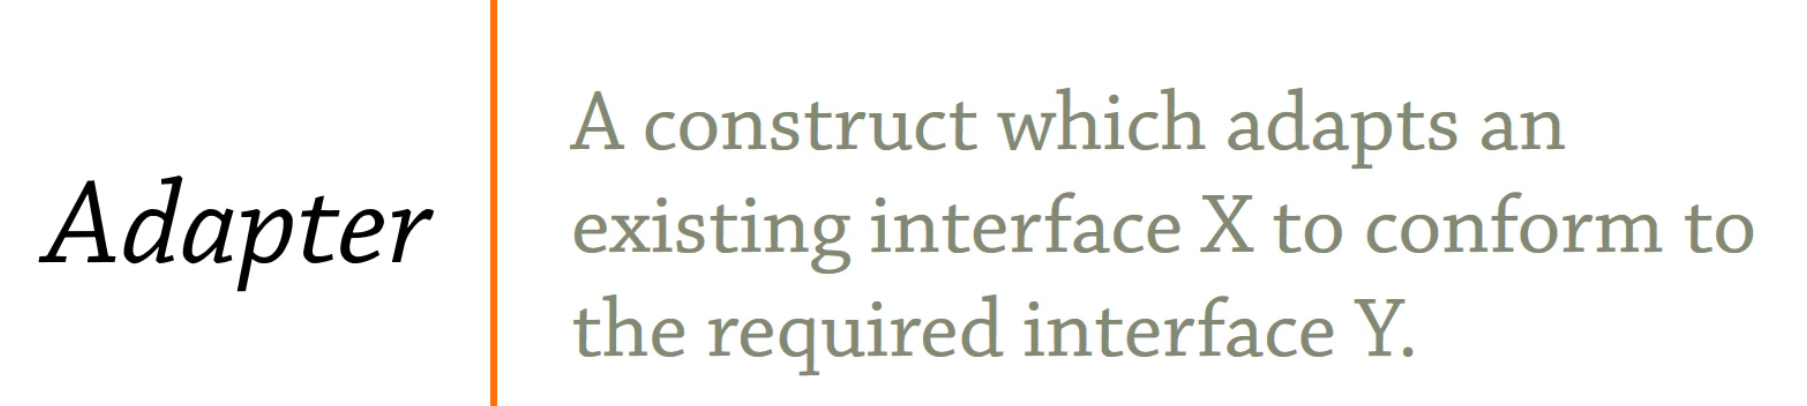 Adapter
A construct which adapts an
existing interface X to conform to
the required interface Y.